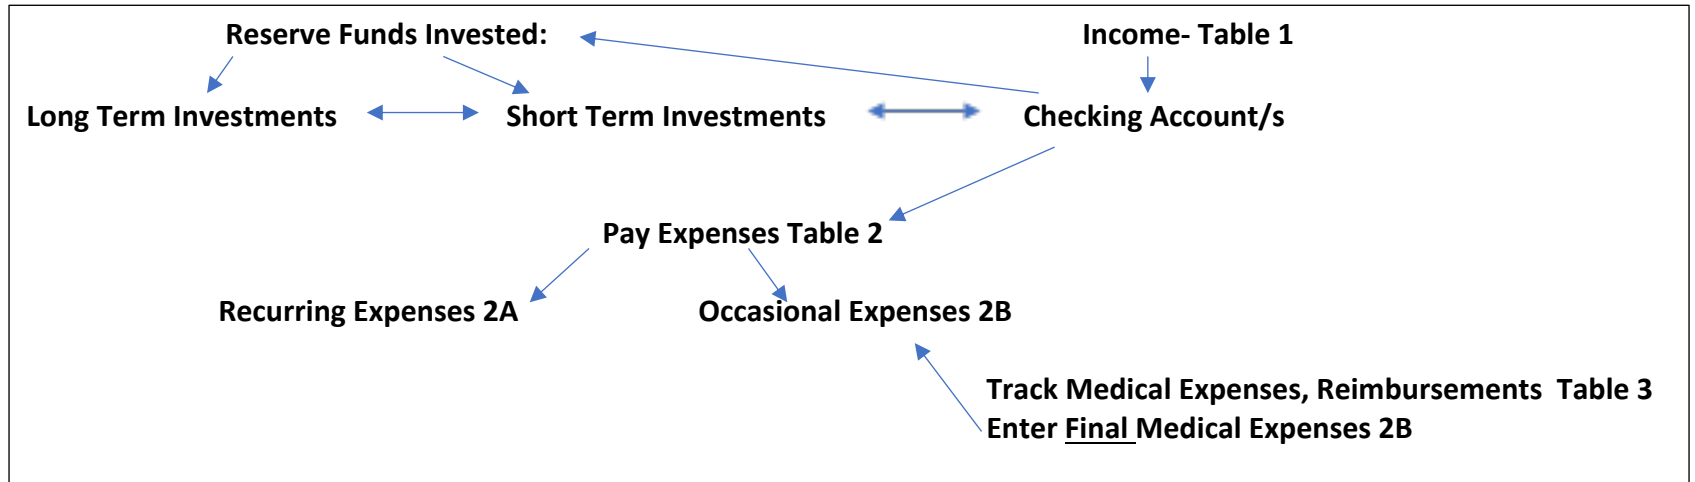 Reserve Funds Invested:
Income- Table 1
Long Term Investments
Short Term Investments
Checking Account/s
Pay Expenses Table 2
Recurring Expenses 2A
Occasional Expenses 2B
Track Medical Expenses, Reimbursements  Table 3
Enter Final Medical Expenses 2B